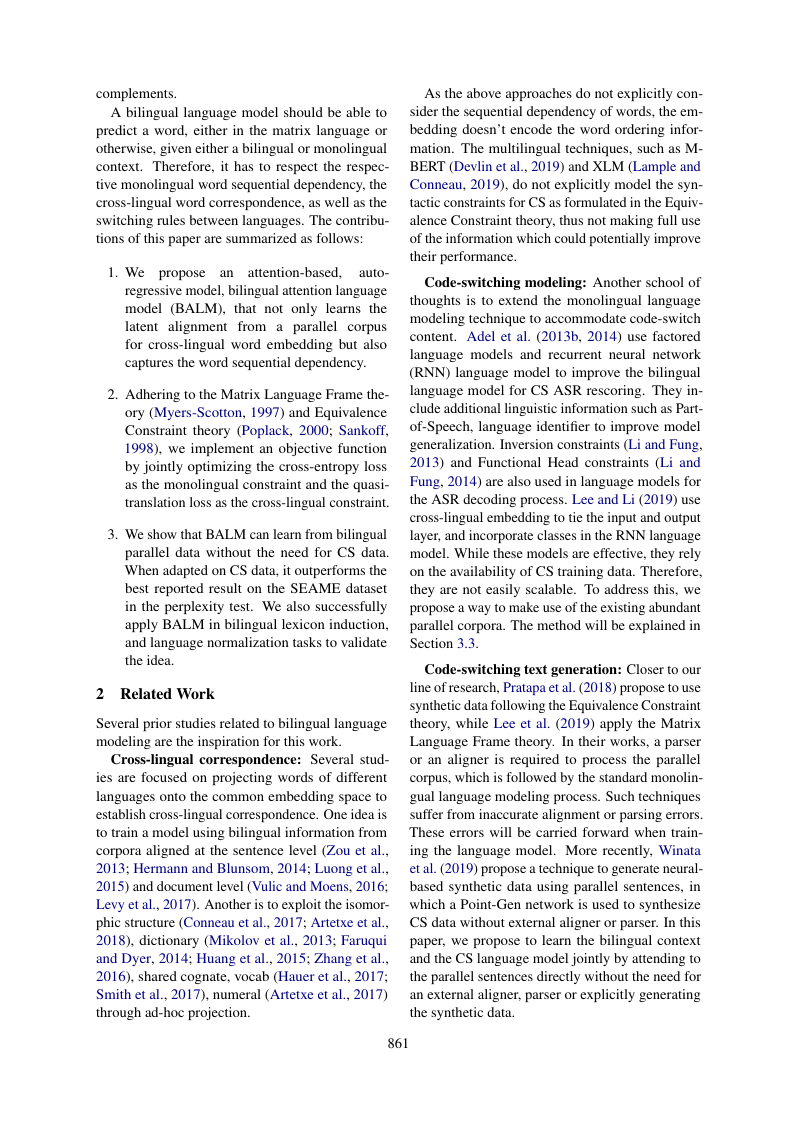 complements.
A bilingual language model should be able to
predict a word, either in the matrix language or
otherwise, given either a bilingual or monolingual
context. Therefore, it has to respect the respec-
tive monolingual word sequential dependency, the
cross-lingual word correspondence, as well as the
switching rules between languages. The contribu-
tions of this paper are summarized as follows:
1. We propose an attention-based, auto-
regressive model, bilingual attention language
model (BALM), that not only learns the
latent alignment from a parallel corpus
for cross-lingual word embedding but also
captures the word sequential dependency.
2. Adhering to the Matrix Language Frame the-
ory (Myers-Scotton, 1997) and Equivalence
Constraint theory (Poplack, 2000; Sankoff,
1998), we implement an objective function
by jointly optimizing the cross-entropy loss
as the monolingual constraint and the quasi-
translation loss as the cross-lingual constraint.
3. We show that BALM can learn from bilingual
parallel data without the need for CS data.
When adapted on CS data, it outperforms the
best reported result on the SEAME dataset
in the perplexity test. We also successfully
apply BALM in bilingual lexicon induction,
and language normalization tasks to validate
the idea.
2 Related Work
Several prior studies related to bilingual language
modeling are the inspiration for this work.
Cross-lingual correspondence: Several stud-
ies are focused on projecting words of different
languages onto the common embedding space to
establish cross-lingual correspondence. One idea is
to train a model using bilingual information from
corpora aligned at the sentence level (Zou et al.,
2013; Hermann and Blunsom, 2014; Luong et al.,
2015) and document level (Vulic and Moens, 2016;
Levy et al., 2017). Another is to exploit the isomor-
phic structure (Conneau et al., 2017; Artetxe et al.,
2018), dictionary (Mikolov et al., 2013; Faruqui
and Dyer, 2014; Huang et al., 2015; Zhang et al.,
2016), shared cognate, vocab (Hauer et al., 2017;
Smith et al., 2017), numeral (Artetxe et al., 2017)
through ad-hoc projection.
As the above approaches do not explicitly con-
sider the sequential dependency of words, the em-
bedding doesn't encode the word ordering infor-
mation. The multilingual techniques, such as M-
BERT (Devlin et al., 2019) and XLM (Lample and
Conneau, 2019), do not explicitly model the syn-
tactic constraints for CS as formulated in the Equiv-
alence Constraint theory, thus not making full use
of the information which could potentially improve
their performance.
Code-switching modeling: Another school of
thoughts is to extend the monolingual language
modeling technique to accommodate code-switch
content. Adel et al. (2013b, 2014) use factored
language models and recurrent neural network
(RNN) language model to improve the bilingual
language model for CS ASR rescoring. They in-
clude additional linguistic information such as Part-
of-Speech, language identifier to improve model
generalization. Inversion constraints (Li and Fung,
2013) and Functional Head constraints (Li and
Fung, 2014) are also used in language models for
the ASR decoding process. Lee and Li (2019) use
cross-lingual embedding to tie the input and output
layer, and incorporate classes in the RNN language
model. While these models are effective, they rely
on the availability of CS training data. Therefore,
they are not easily scalable. To address this, we
propose a way to make use of the existing abundant
parallel corpora. The method will be explained in
Section 3.3.
Code-switching text generation: Closer to our
line of research, Pratapa et al. (2018) propose to use
synthetic data following the Equivalence Constraint
theory, while Lee et al. (2019) apply the Matrix
Language Frame theory. In their works, a parser
or an aligner is required to process the parallel
corpus, which is followed by the standard monolin-
gual language modeling process. Such techniques
suffer from inaccurate alignment or parsing errors.
These errors will be carried forward when train-
ing the language model. More recently, Winata
et al. (2019) propose a technique to generate neural-
based synthetic data using parallel sentences, in
which a Point-Gen network is used to synthesize
CS data without external aligner or parser. In this
paper, we propose to learn the bilingual context
and the CS language model jointly by attending to
the parallel sentences directly without the need for
an external aligner, parser or explicitly generating
the synthetic data.
861